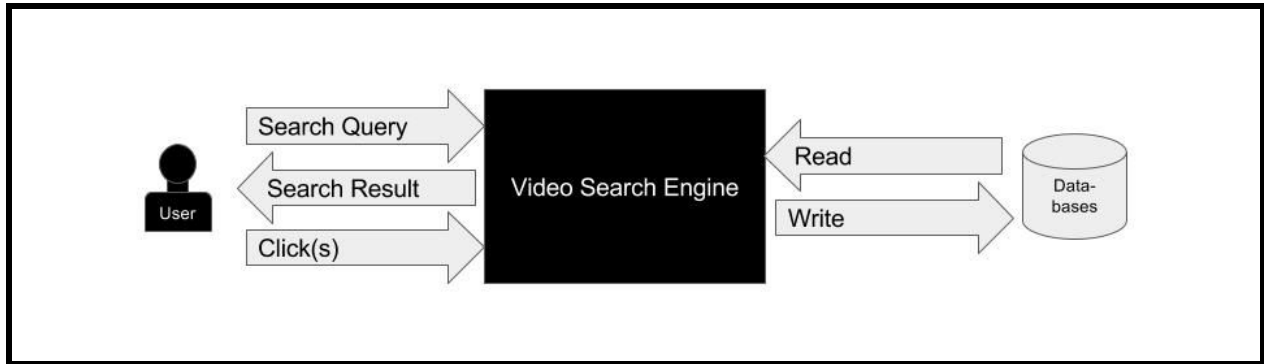 Search Query
Search Result
Click(s)
User
Video Search Engine
Read
Write
Data-
bases